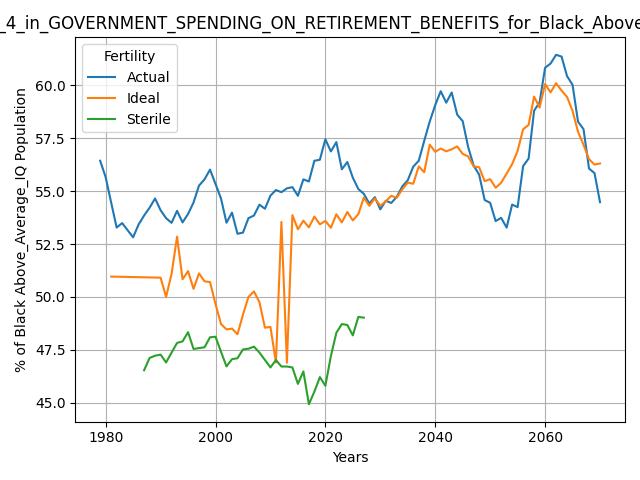 _4_in_GOVERNMENT_SPENDING_ON_RETIREMENT_BENEFITS_for_Black_Above
Fertility
Actual
Ideal
Sterile
% of Black Above_Average_IQ Population
60.0
57.5
55.0
52.5
50.0
47.5
45.0
1980
2000
2020
2040
2060
Years